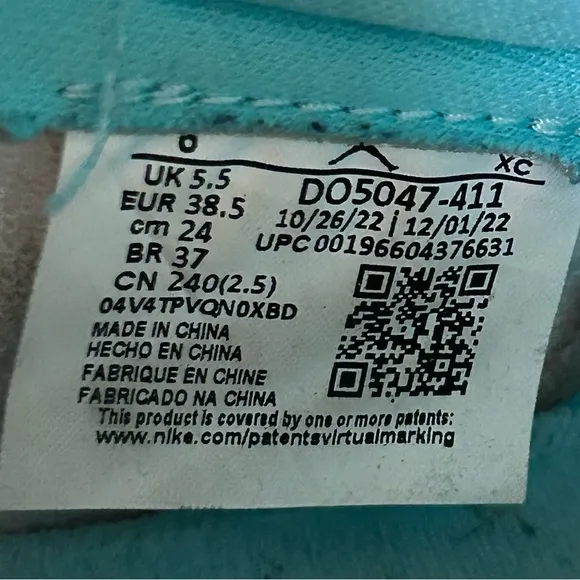 XC
UK 5.5
EUR 38.5
cm 24
BR 37
CN 240(2.5)
04V4TPVQN0XBD
DO5047-411
10/26/22 | 12/01/22
UPC 00196604376631
MADE IN CHINA
HECHO EN CHINA
FABRIQUE EN CHINE
FABRICADO NA CHINA
This product is covered by one or more patents:
www.nike.com/patentsvirtualmarking